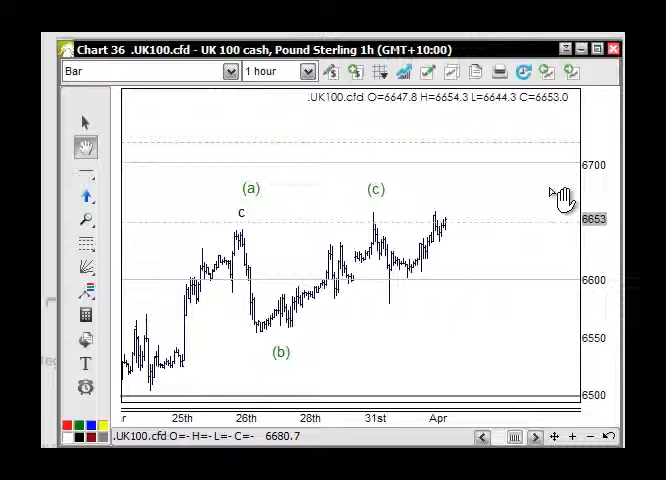 Chart 36 .UK100.cfd - UK 100 cash, Pound Sterling 1h (GMT+10:00)
Bar
1 hour
.UK100.cfd O=6647.8 H=6654.3 L=6644.3 C=6653.0
6700
(a)
(c)
c
6653
6600
6550
(b)
6500
25th 26th 28th 31st Apr
.UK100.cfd O=- H=- L=- C=- 6680.7